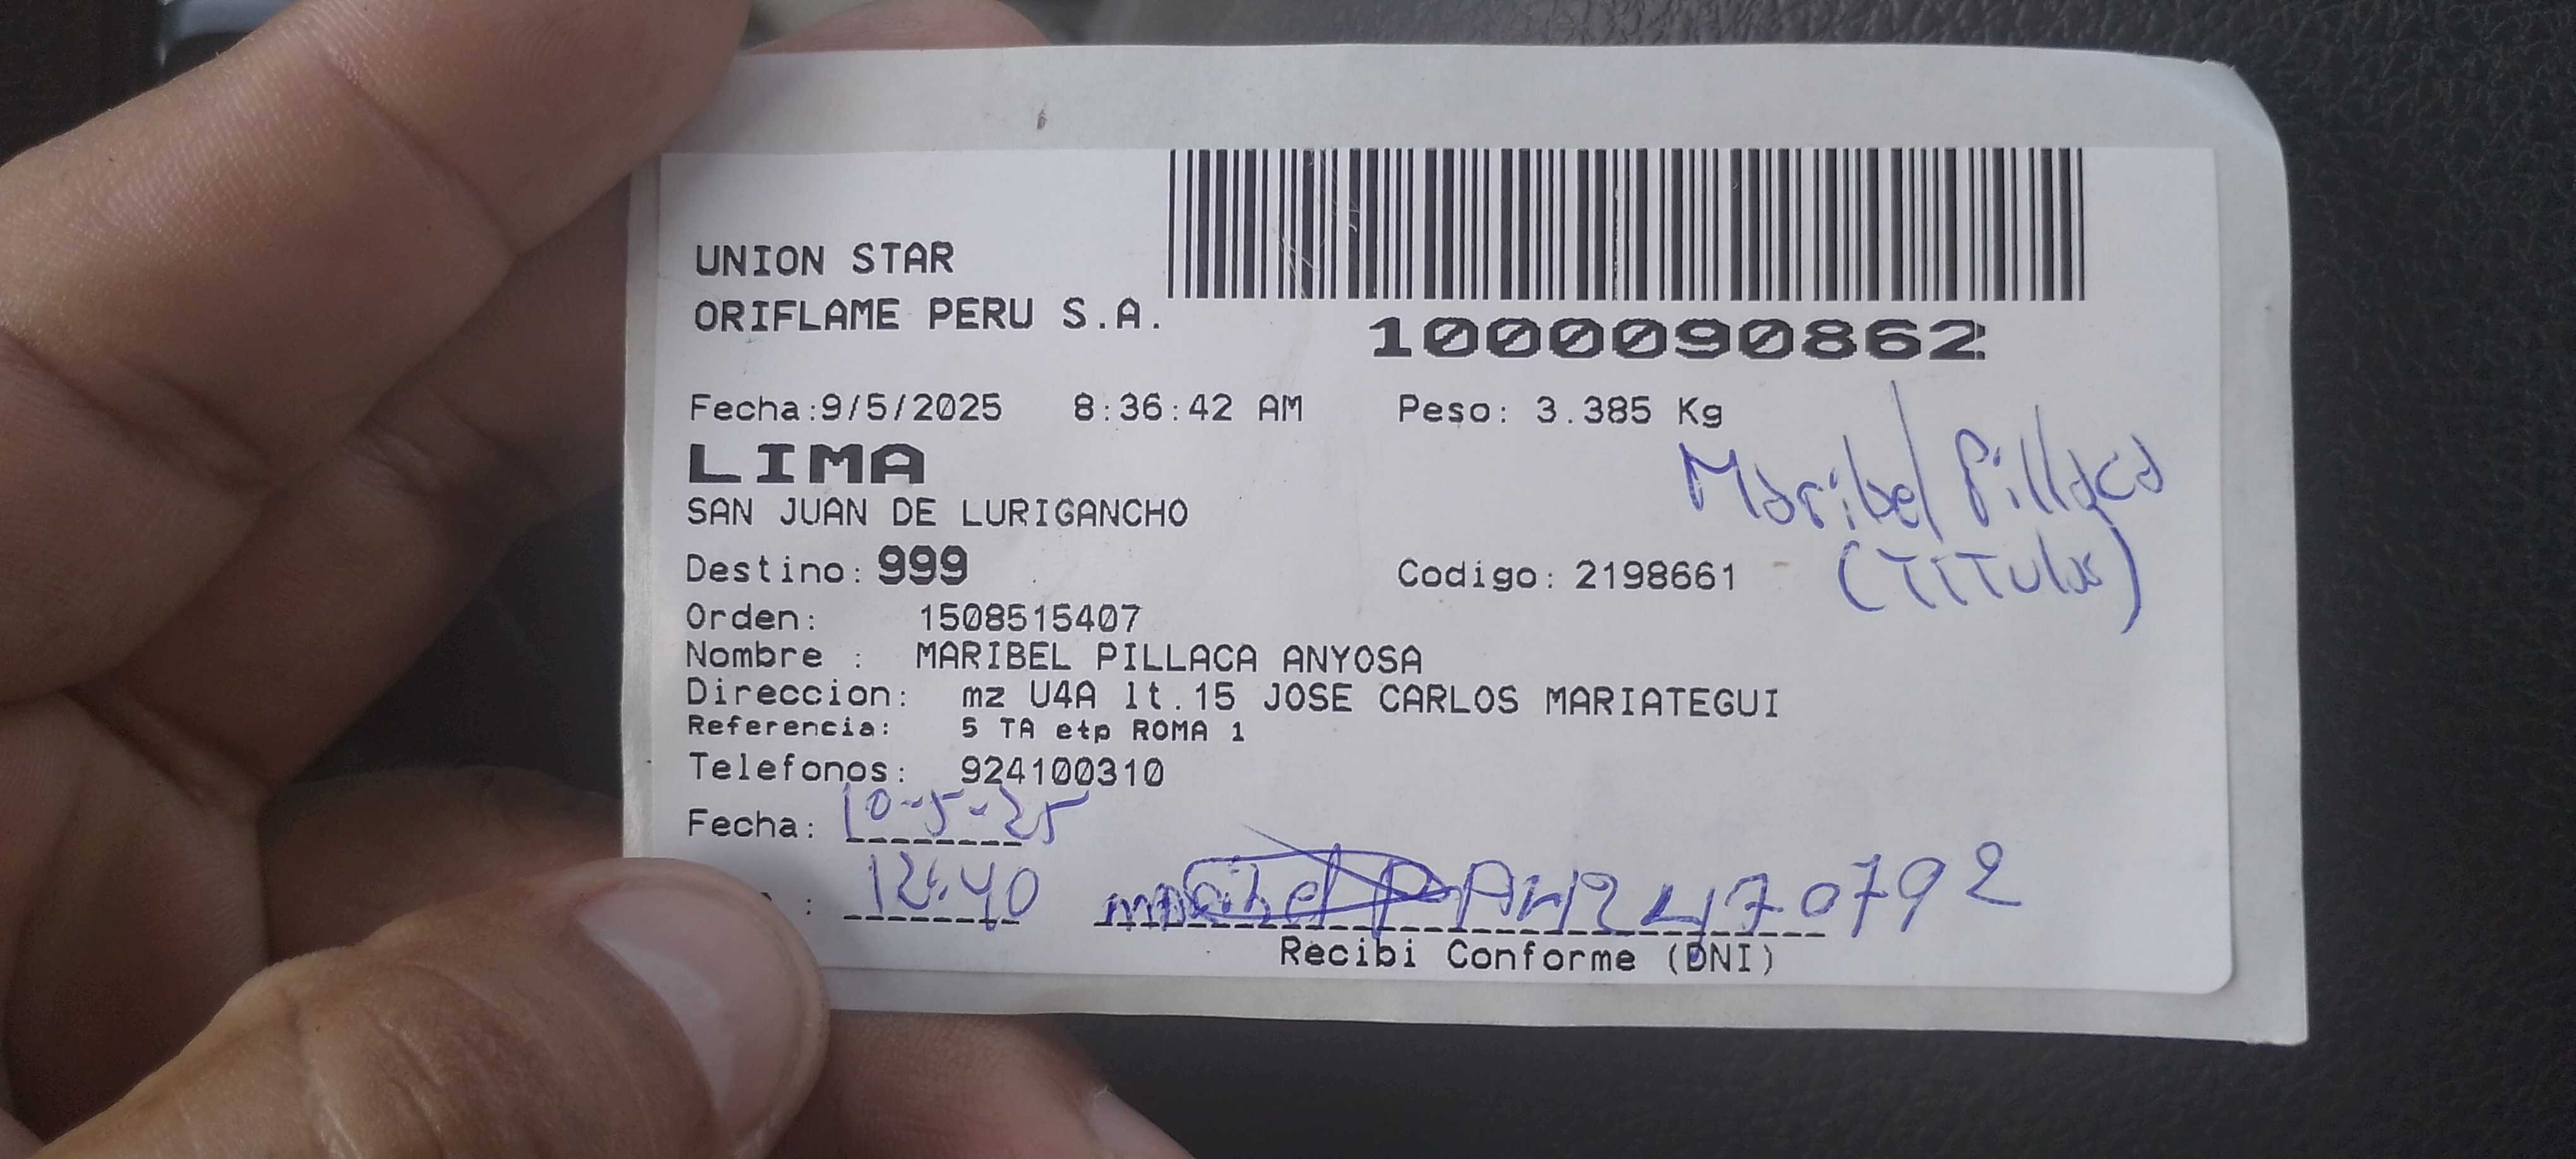 UNION STAR
ORIFLAME PERU S.A.
1000090862
Fecha:9/5/2025 8:36:42 AM Peso: 3.385 Kg
LIMA
Maribel Pillaca
SAN JUAN DE LURIGANCHO
(TITular)
Destino: 999 Codigo: 2198661
Orden: 1508515407
Nombre : MARIBEL PILLACA ANYOSA
Direccion: mz U4A lt.15 JOSE CARLOS MARIATEGUI
Referencia: 5 TA etp ROMA 1
Telefonos: 924100310
Fecha: 10-5-25
: 12:40
Recibi Conforme (DNI)